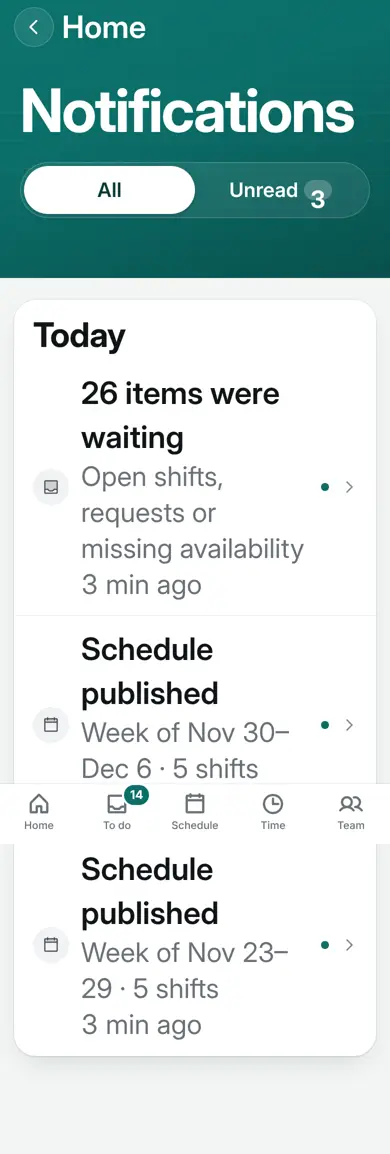 Home
Notifications
All
Unread 3
Today
26 items were
waiting
Open shifts,
requests or
missing availability
3 min ago
Schedule
published
Week of Nov 30–
Dec 6 · 5 shifts
14
Home
To do
Schedule
Time
Team
Schedule
published
Week of Nov 23–
29 · 5 shifts
3 min ago